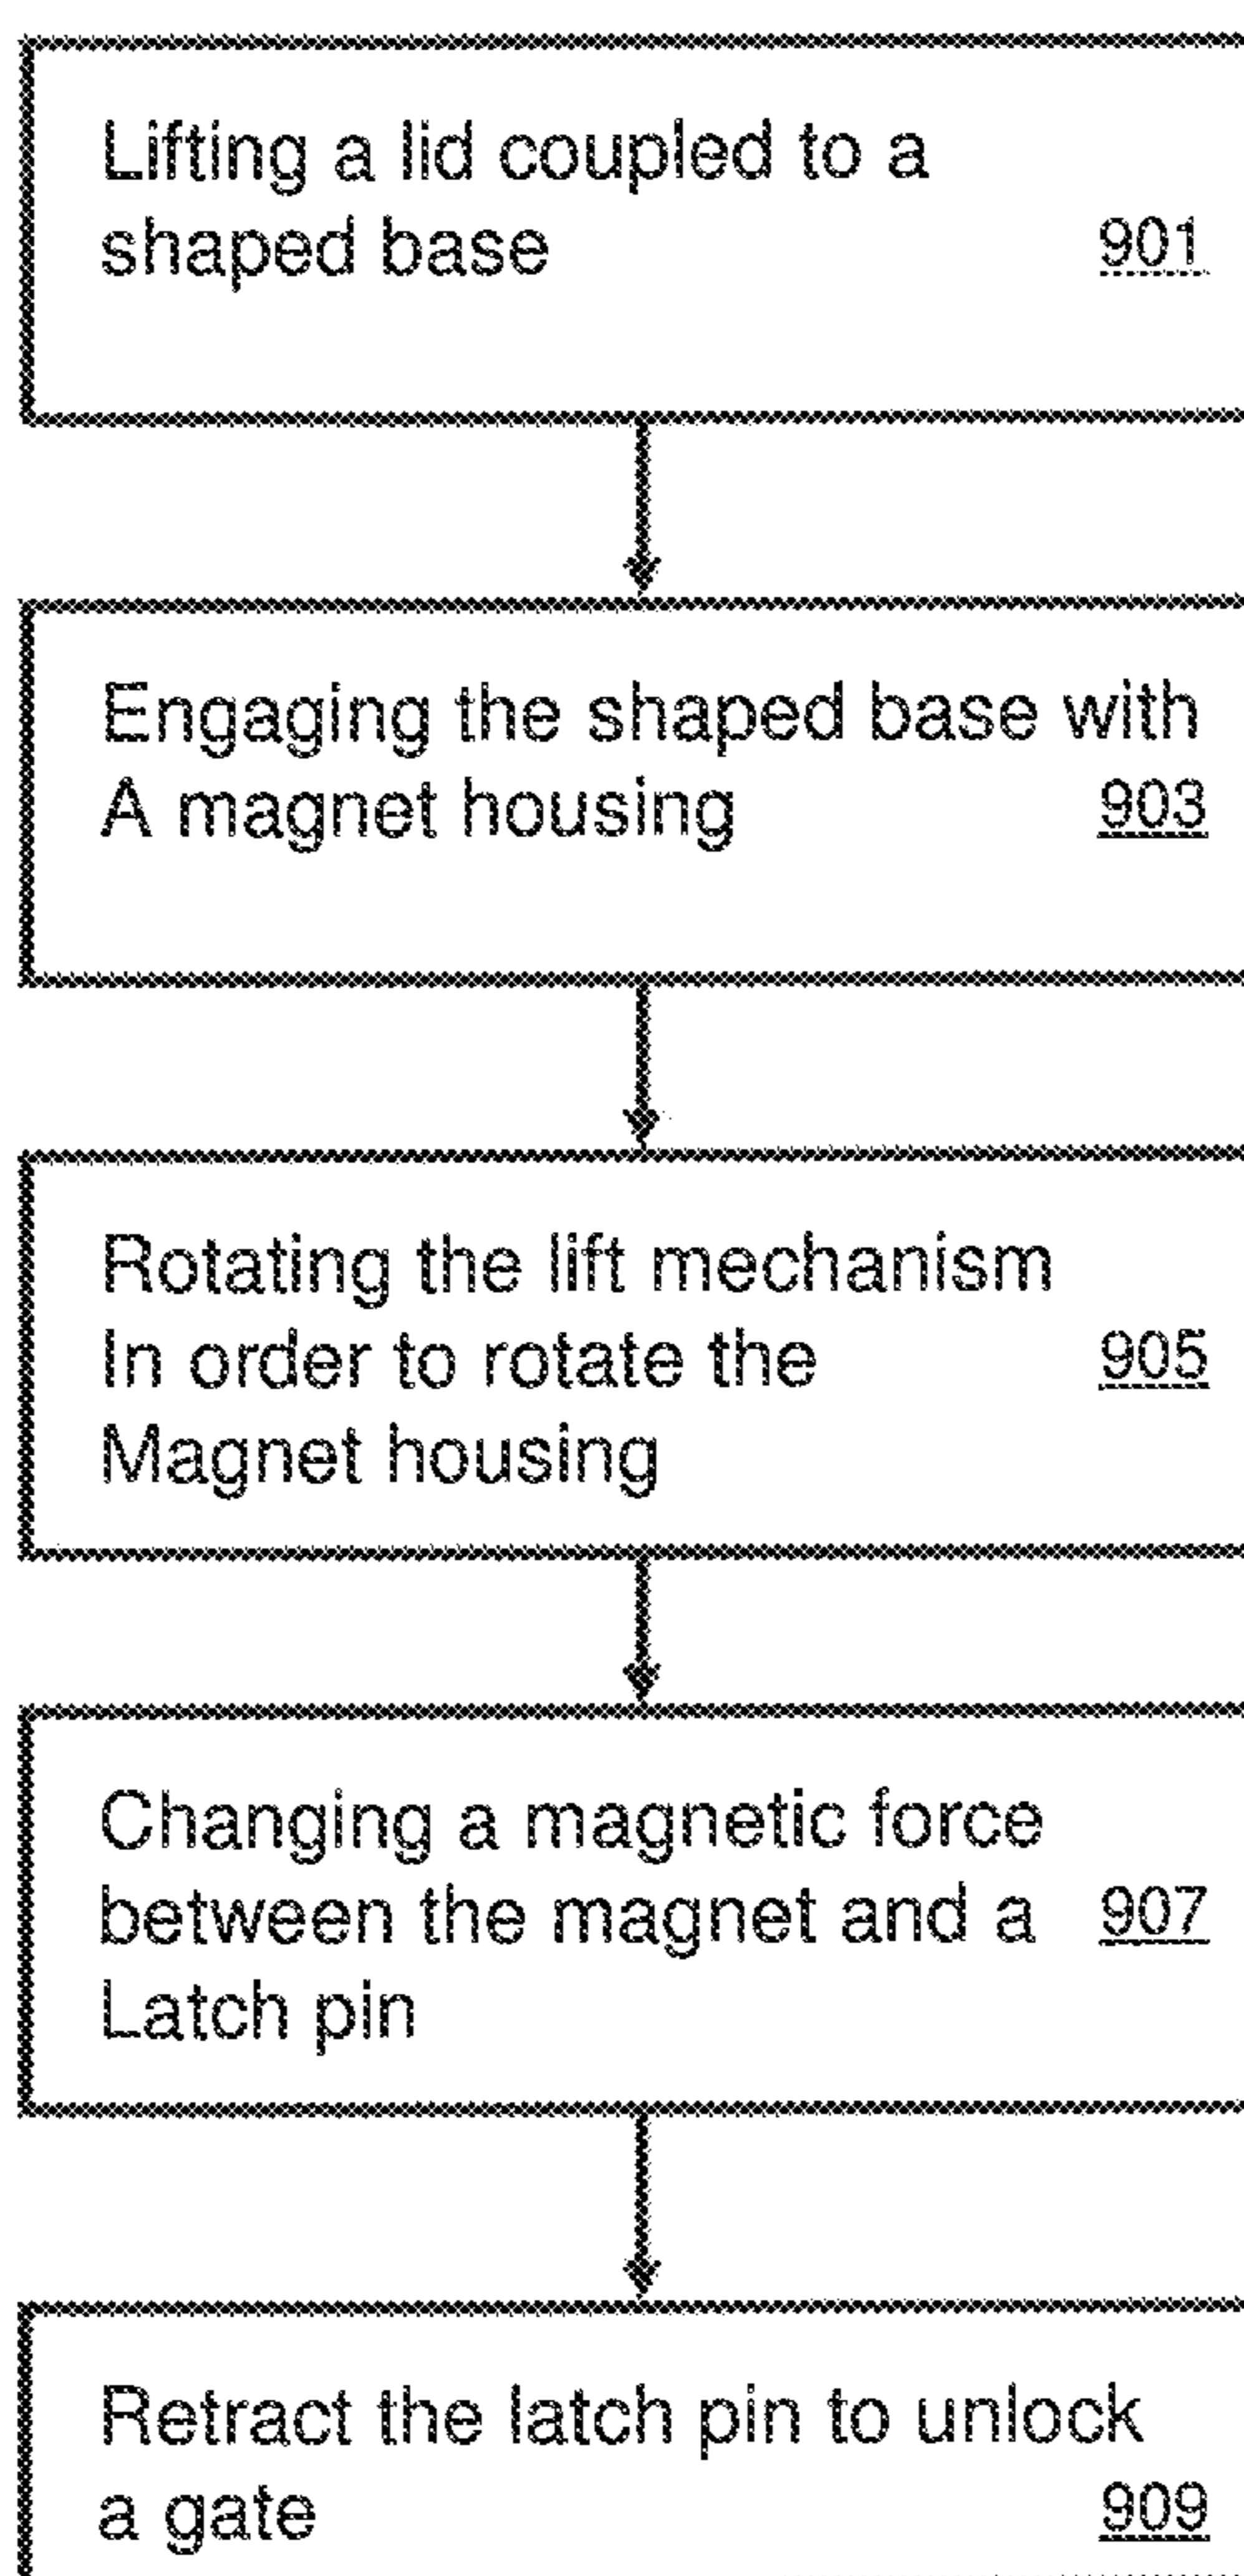 Lifting a lid coupled to a
shaped base 901
Engaging the shaped base with
A magnet housing 903
Rotating the lift mechanism
In order to rotate the 905
Magnet housing
Changing a magnetic force
between the magnet and a 907
Latch pin
Retract the latch pin to unlock
a gate 909